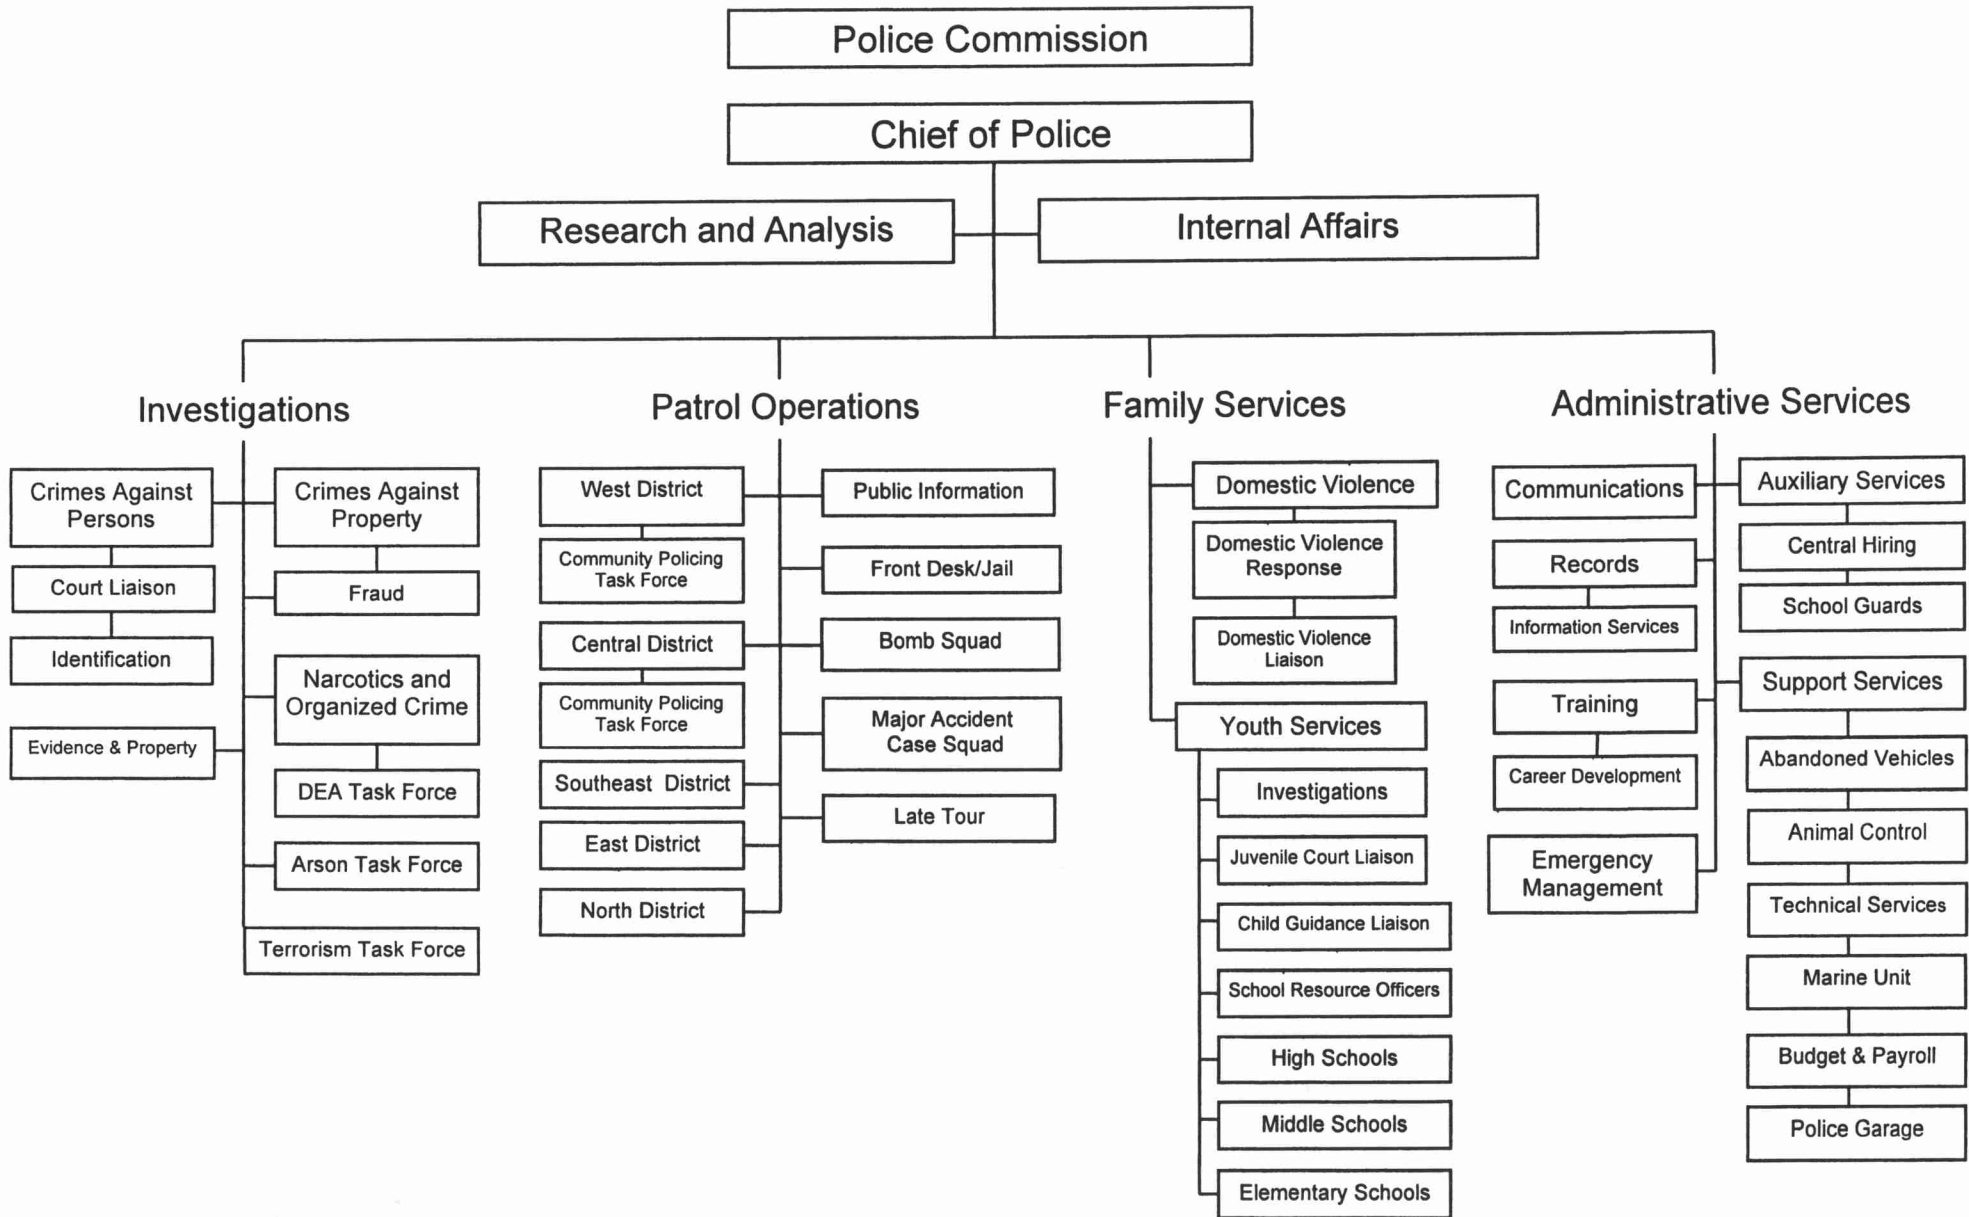 Police Commission
Chief of Police
Research and Analysis
Internal Affairs
Investigations
Crimes Against
Persons
Court Liaison
Identification
Evidence & Property
Crimes Against
Property
Fraud
Narcotics and
Organized Crime
DEA Task Force
Arson Task Force
Terrorism Task Force
Patrol Operations
West District
Community Policing
Task Force
Central District
Community Policing
Task Force
Southeast District
East District
North District
Public Information
Front Desk/Jail
Bomb Squad
Major Accident
Case Squad
Late Tour
Family Services
Domestic Violence
Domestic Violence
Response
Domestic Violence
Liaison
Youth Services
Investigations
Juvenile Court Liaison
Child Guidance Liaison
School Resource Officers
High Schools
Middle Schools
Elementary Schools
Administrative Services
Communications
Records
Information Services
Training
Career Development
Emergency
Management
Auxiliary Services
Central Hiring
School Guards
Support Services
Abandoned Vehicles
Animal Control
Technical Services
Marine Unit
Budget & Payroll
Police Garage